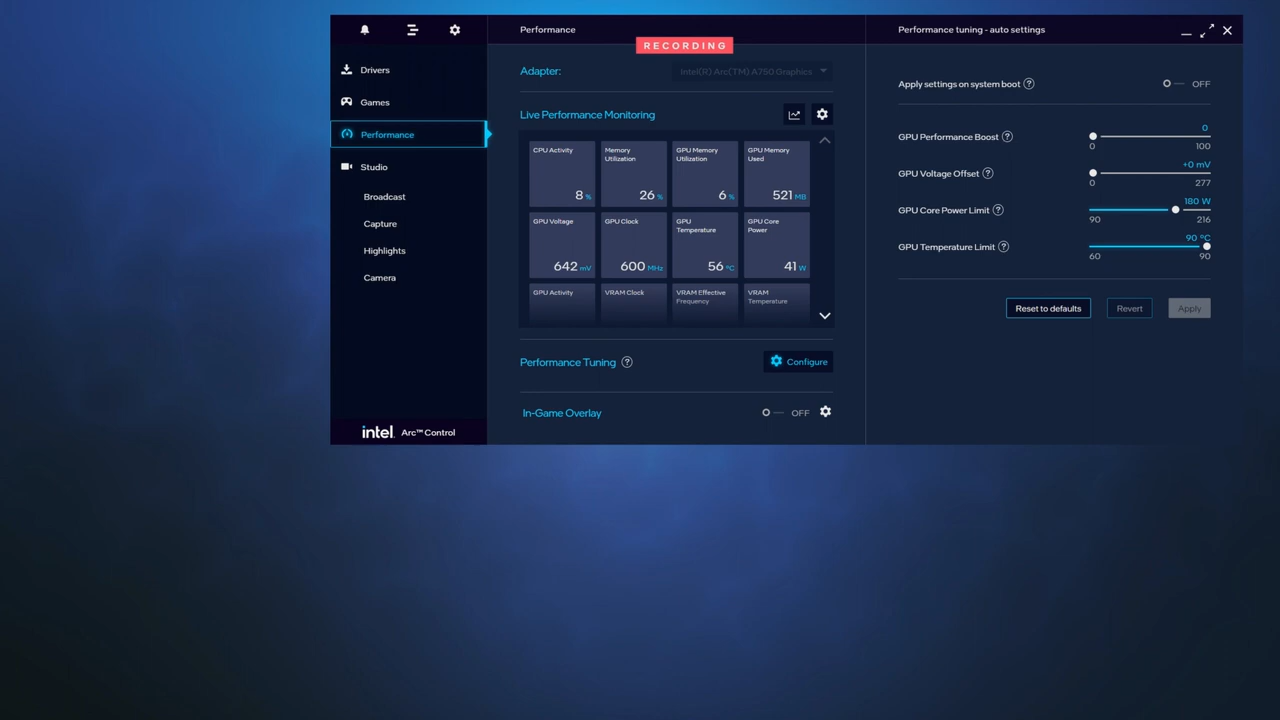 Performance
Performance tuning - auto settings
RECORDING
Drivers
Games
Performance
Studio
Broadcast
Capture
Highlights
Camera
intel. Arc™ Control
Adapter:
Intel(R) Arc(TM) A750 Graphics
Live Performance Monitoring
CPU Activity
8 %
Memory
Utilization
26 %
GPU Memory
Utilization
6 %
GPU Memory
Used
521 MB
GPU Voltage
642 mV
GPU Clock
600 MHz
GPU
Temperature
56 °C
GPU Core
Power
41 W
GPU Activity
VRAM Clock
VRAM Effective
Frequency
VRAM
Temperature
Performance Tuning ?
Configure
In-Game Overlay
OFF
Apply settings on system boot ?
OFF
GPU Performance Boost ?
0
0 100
GPU Voltage Offset ?
+0 mV
0 277
GPU Core Power Limit ?
180 W
90 216
GPU Temperature Limit ?
90 °C
60 90
Reset to defaults
Revert
Apply